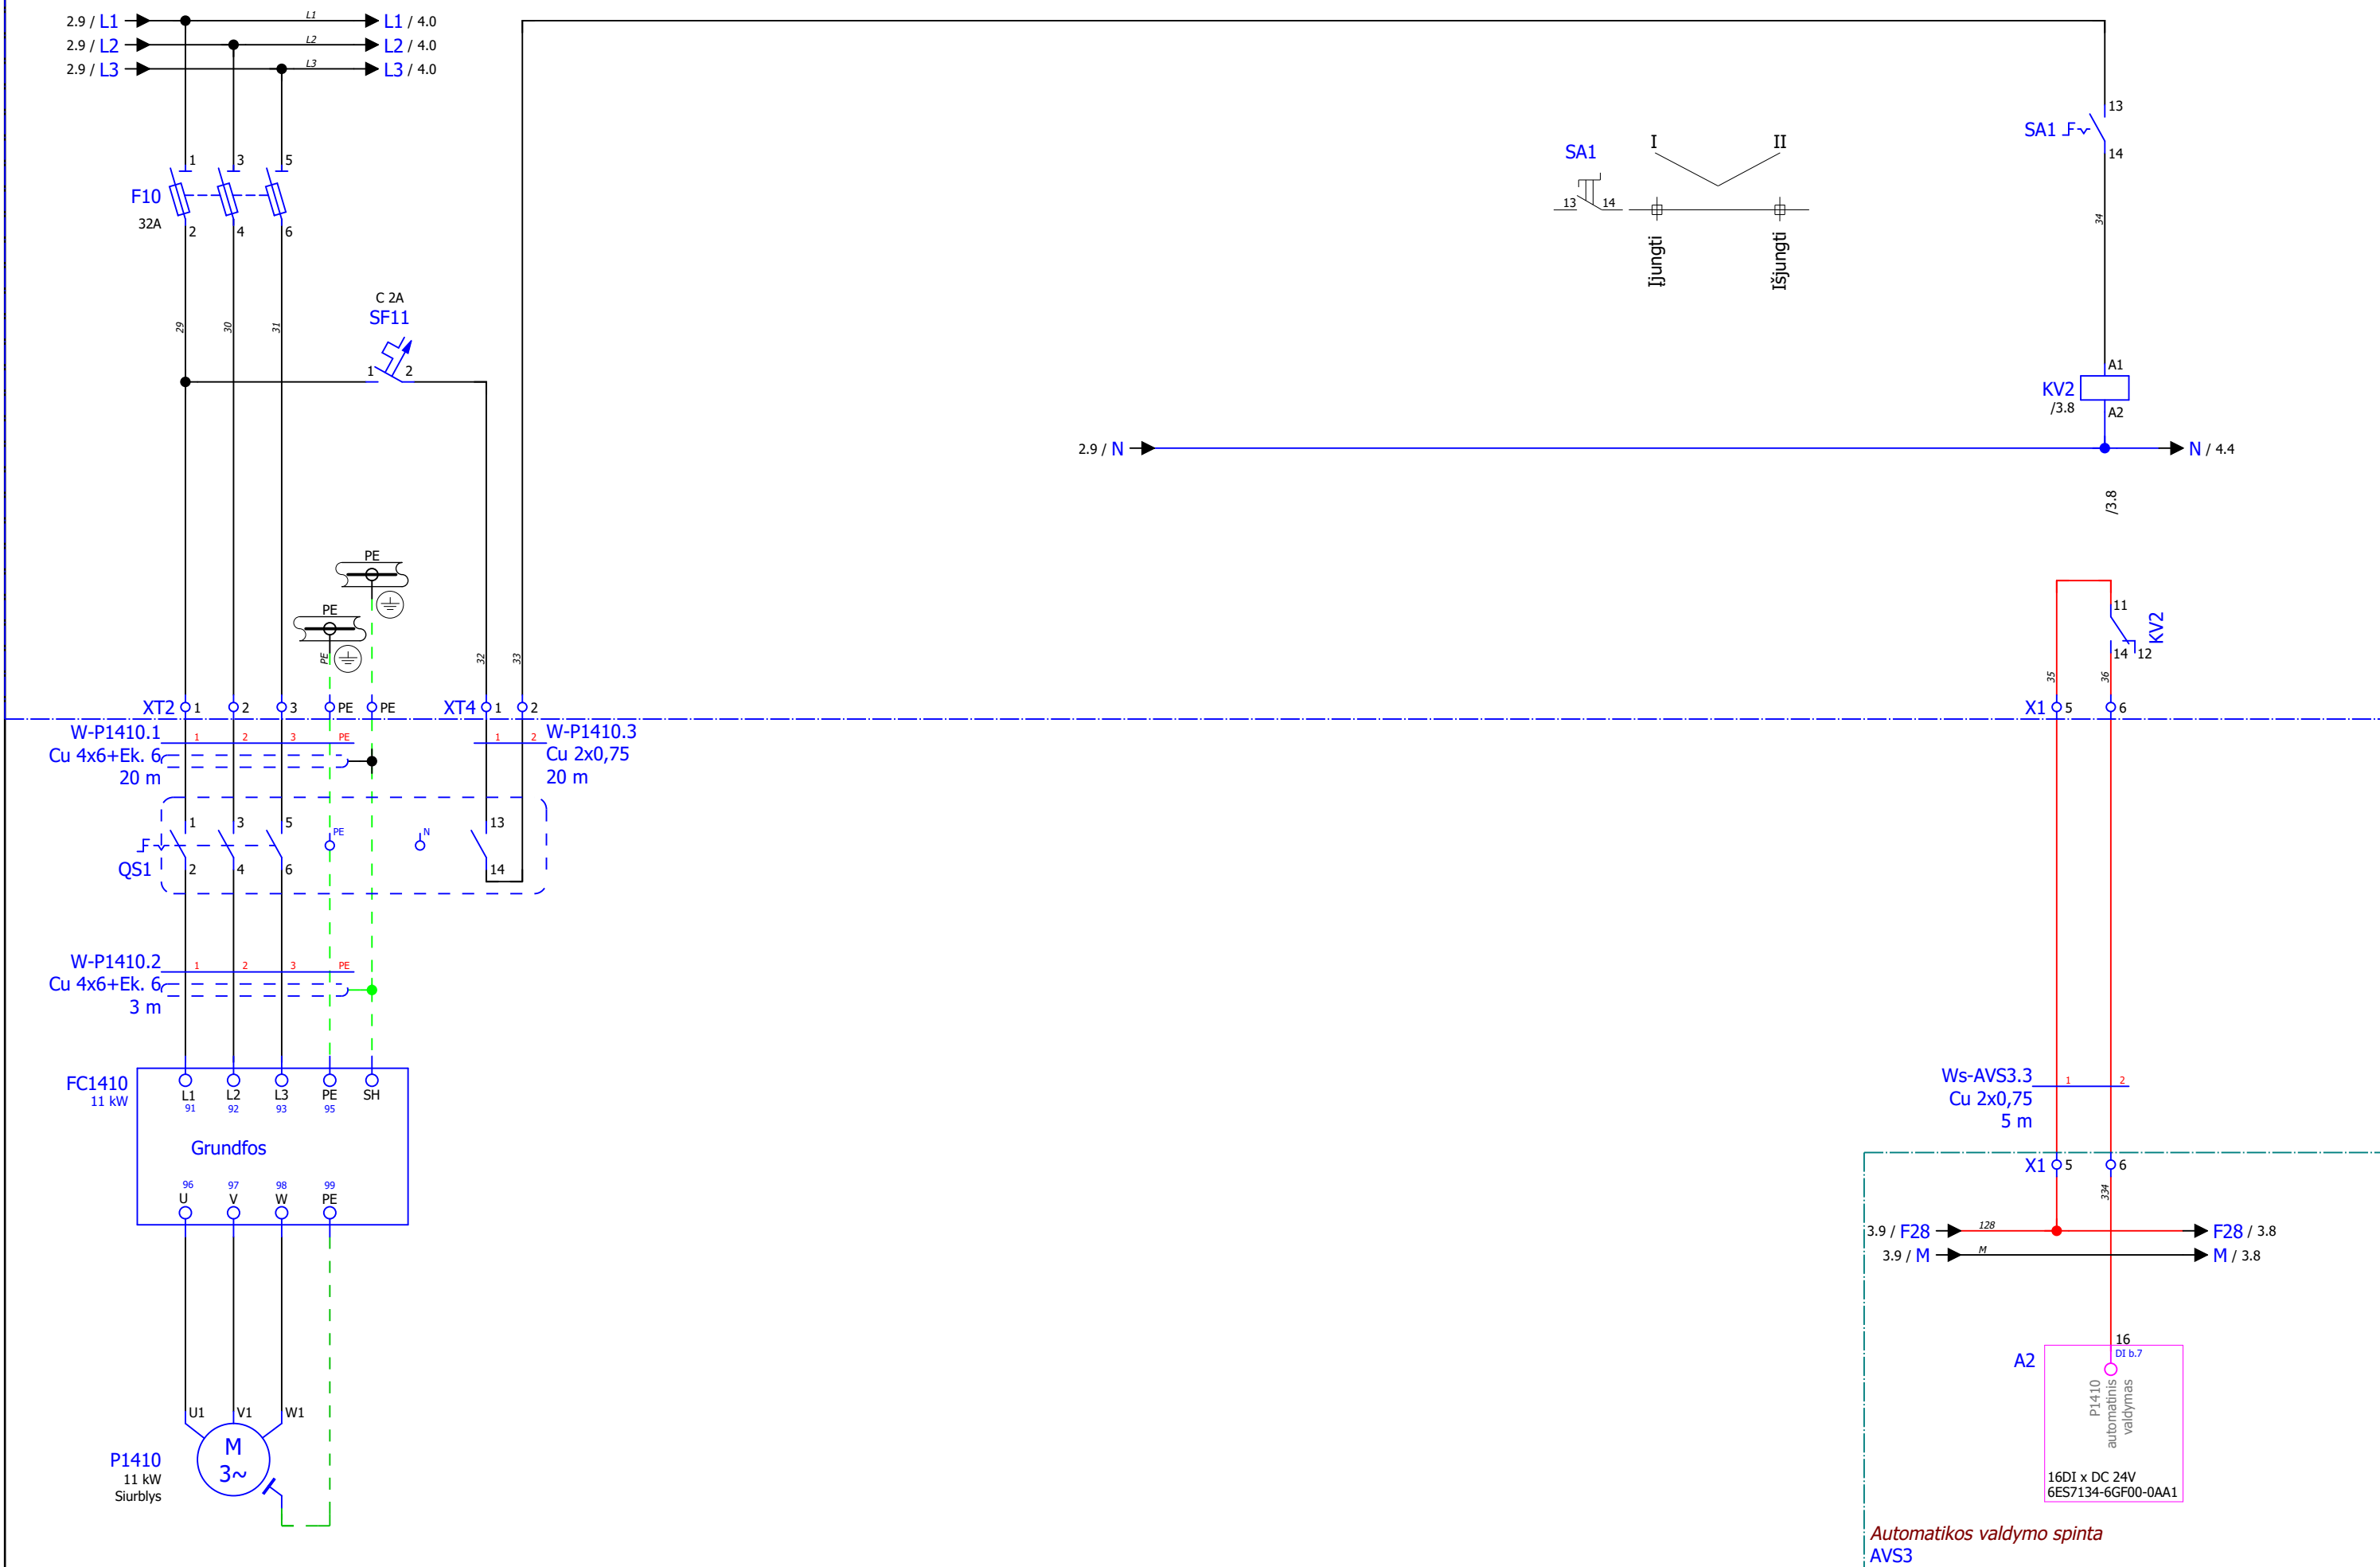 2.9 / L1
L1
L1 / 4.0
2.9 / L2
L2
L2 / 4.0
2.9 / L3
L3
L3 / 4.0
1
3
5
F10
32A
2
4
6
29
30
31
C 2A
SF11
1
2
SA1
I
II
13
14
Įjungti
Išjungti
13
SA1
14
34
A1
KV2
/3.8
A2
2.9 / N
N / 4.4
/3.8
PE
PE
PE
32
33
11
KV2
14
12
35
36
XT2
1
2
3
PE
PE
XT4
1
2
X1
5
6
W-P1410.1
Cu 4x6+Ek. 6
20 m
1
2
3
PE
1
2
W-P1410.3
Cu 2x0,75
20 m
1
3
5
PE
N
13
QS1
2
4
6
14
W-P1410.2
Cu 4x6+Ek. 6
3 m
1
2
3
PE
FC1410
11 kW
L1
L2
L3
PE
SH
91
92
93
95
Grundfos
96
97
98
99
U
V
W
PE
U1
V1
W1
M
3~
P1410
11 kW
Siurblys
Ws-AVS3.3
Cu 2x0,75
5 m
1
2
X1
5
6
334
3.9 / F28
128
F28 / 3.8
3.9 / M
M
M / 3.8
16
DI b.7
A2
P1410
automatinis
valdymas
16DI x DC 24V
6ES7134-6GF00-0AA1
Automatikos valdymo spinta
AVS3